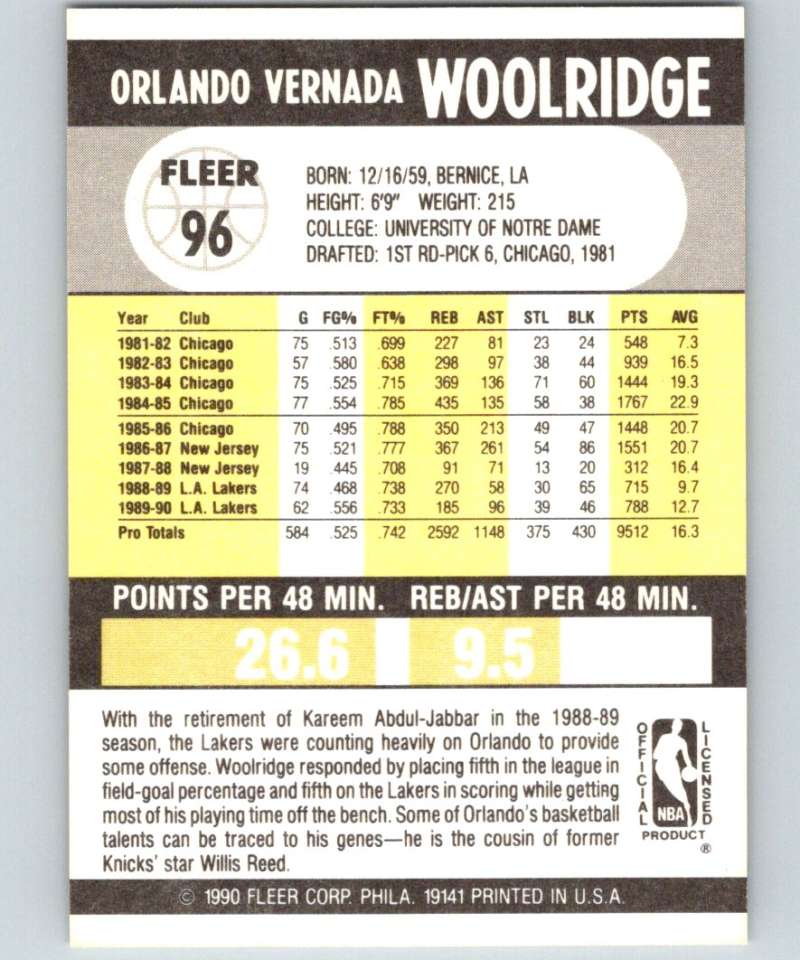 ORLANDO VERNADA WOOLRIDGE
FLEER
96
BORN: 12/16/59, BERNICE, LA
HEIGHT: 6'9" WEIGHT: 215
COLLEGE: UNIVERSITY OF NOTRE DAME
DRAFTED: 1ST RD-PICK 6, CHICAGO, 1981
Year Club G FG% FT% REB AST STL BLK PTS AVG
1981-82 Chicago 75 .513 .699 227 81 23 24 548 7.3
1982-83 Chicago 57 .580 .638 298 97 38 44 939 16.5
1983-84 Chicago 75 .525 .715 369 136 71 60 1444 19.3
1984-85 Chicago 77 .554 .785 435 135 58 38 1767 22.9
1985-86 Chicago 70 .495 .788 350 213 49 47 1448 20.7
1986-87 New Jersey 75 .521 .777 367 261 54 86 1551 20.7
1987-88 New Jersey 19 .445 .708 91 71 13 20 312 16.4
1988-89 L.A. Lakers 74 .468 .738 270 58 30 65 715 9.7
1989-90 L.A. Lakers 62 .556 .733 185 96 39 46 788 12.7
Pro Totals 584 .525 .742 2592 1148 375 430 9512 16.3
POINTS PER 48 MIN. REB/AST PER 48 MIN.
26.6 9.5
With the retirement of Kareem Abdul-Jabbar in the 1988-89
season, the Lakers were counting heavily on Orlando to provide
some offense. Woolridge responded by placing fifth in the league in
field-goal percentage and fifth on the Lakers in scoring while getting
most of his playing time off the bench. Some of Orlando's basketball
talents can be traced to his genes—he is the cousin of former
Knicks' star Willis Reed.
OFFICIAL
NBA
LICENSED
PRODUCT
®
© 1990 FLEER CORP. PHILA. 19141 PRINTED IN U.S.A.